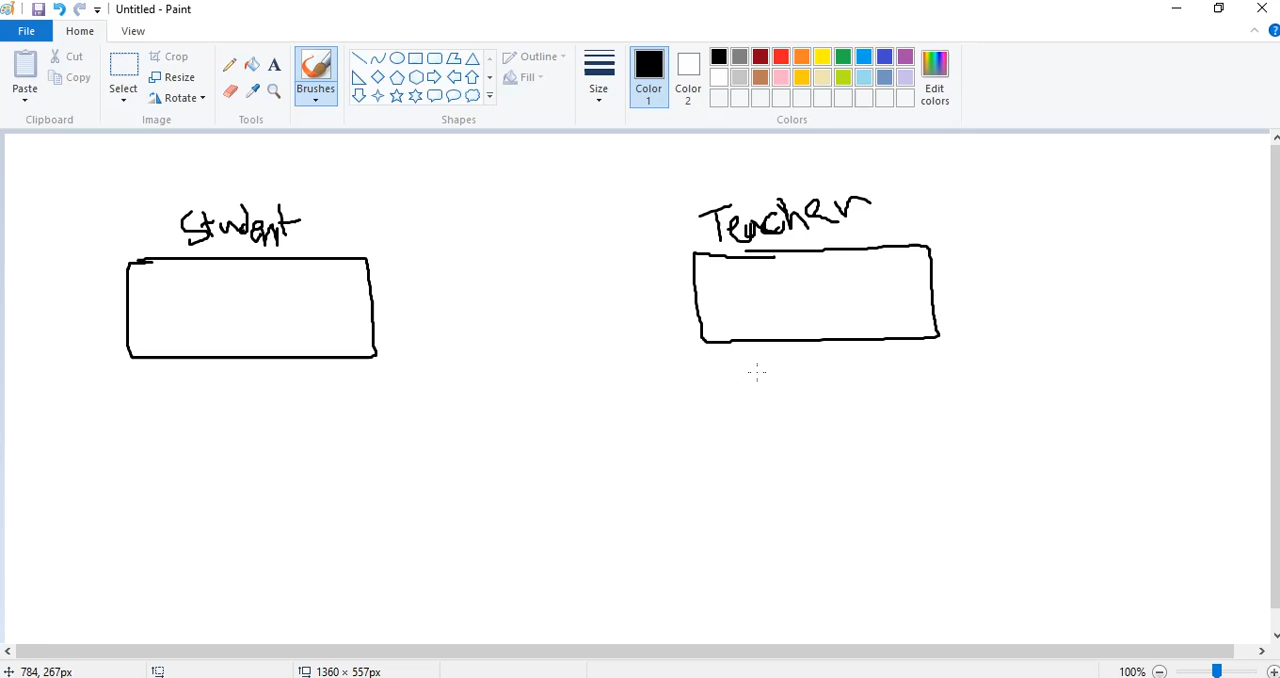 Untitled - Paint
File Home View
Paste
Cut
Copy
Clipboard
Select
Crop
Resize
Rotate
Image
A
Tools
Brushes
Shapes
Outline
Fill
Size
Color 1
Color 2
Edit colors
Colors
Student
Teacher
784, 267px
1360 × 557px
100%